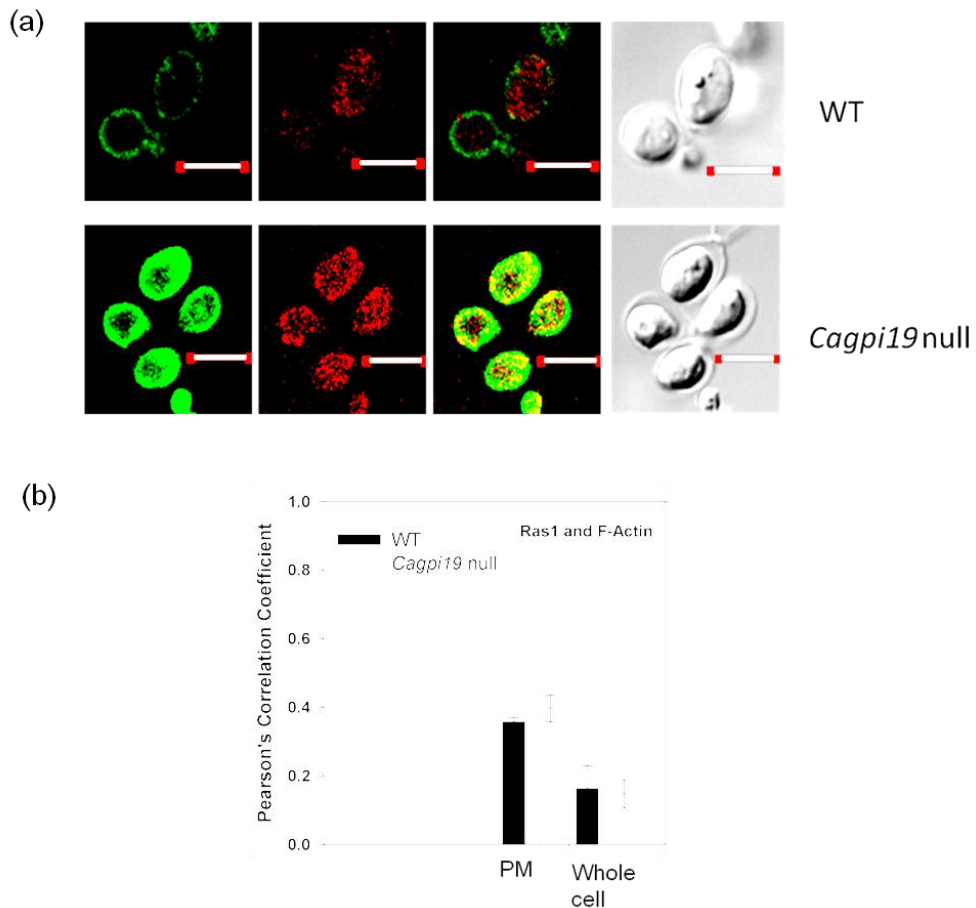 (a)
WT
Cagpi19 null
(b)
Pearson's Correlation Coefficient
1.0
0.8
0.6
0.4
0.2
0.0
WT
Cagpi19 null
Ras1 and F-Actin
PM
Whole
cell